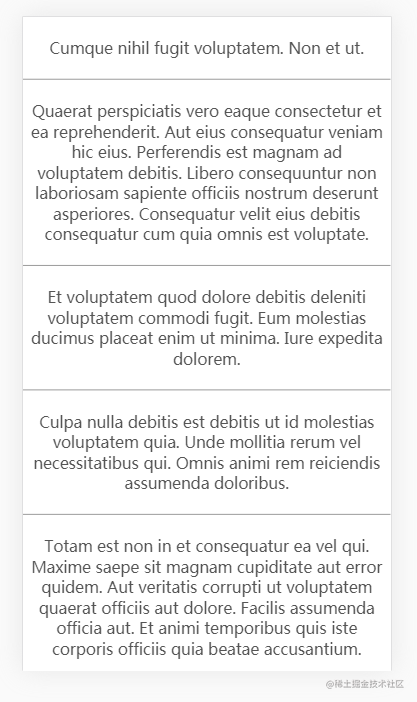 Cumque nihil fugit voluptatem. Non et ut.
Quaerat perspiciatis vero eaque consectetur et
ea reprehenderit. Aut eius consequatur veniam
hic eius. Perferendis est magnam ad
voluptatem debitis. Libero consequuntur non
laboriosam sapiente officiis nostrum deserunt
asperiores. Consequatur velit eius debitis
consequatur cum quia omnis est voluptate.
Et voluptatem quod dolore debitis deleniti
voluptatem commodi fugit. Eum molestias
ducimus placeat enim ut minima. Iure expedita
dolorem.
Culpa nulla debitis est debitis ut id molestias
voluptatem quia. Unde mollitia rerum vel
necessitatibus qui. Omnis animi rem reiciendis
assumenda doloribus.
Totam est non in et consequatur ea vel qui.
Maxime saepe sit magnam cupiditate aut error
quidem. Aut veritatis corrupti ut voluptatem
quaerat officiis aut dolore. Facilis assumenda
officia aut. Et animi temporibus quis iste
corporis officiis quia beatae accusantium.
@稀土掘金技术社区